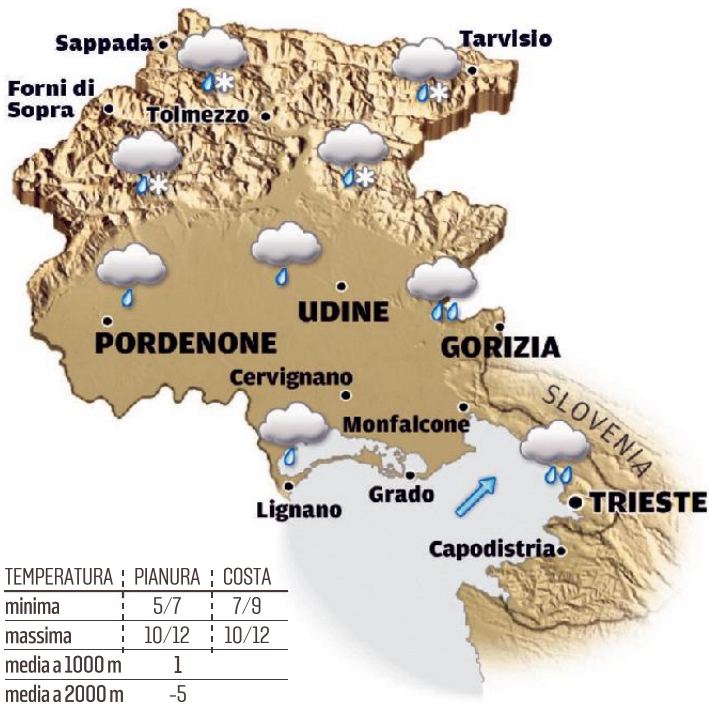 Sappada
Tarvisio
Forni di
Sopra
Tolmezzo
UDINE
PORDENONE
GORIZIA
Cervignano
SLOVENIA
Monfalcone
Lignano
Grado
TRIESTE
Capodistria
TEMPERATURA PIANURA COSTA
minima 5/7 7/9
massima 10/12 10/12
media a 1000 m 1
media a 2000 m -5